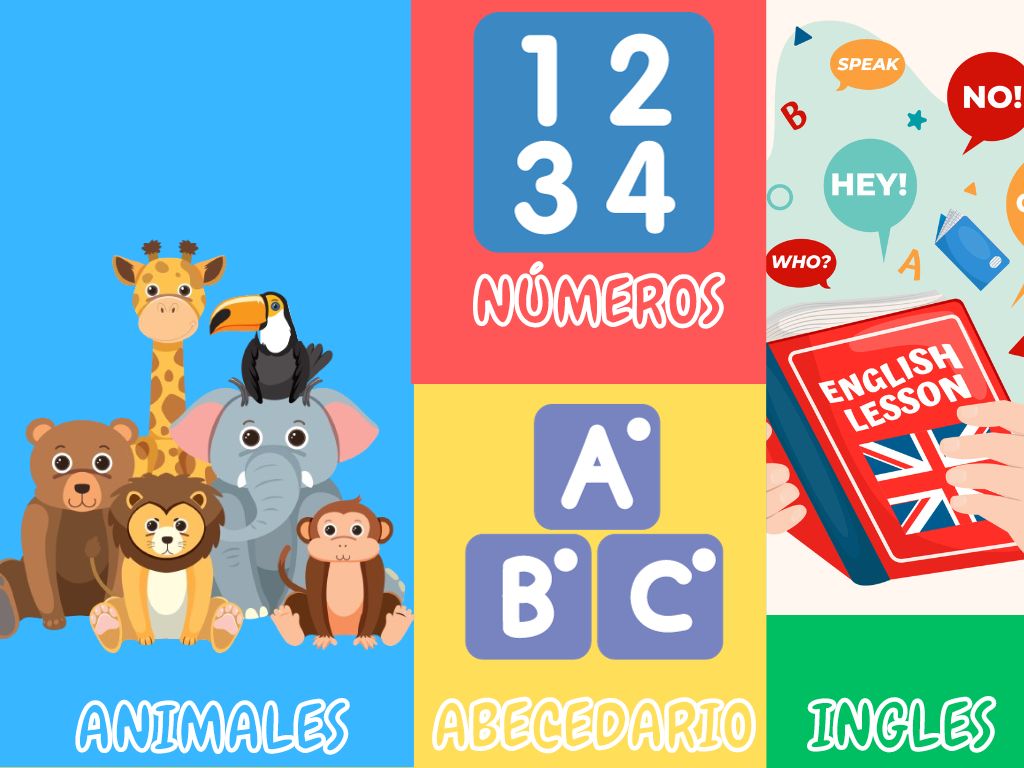 1 2
3 4
NÚMEROS
SPEAK
NO!
B
HEY!
WHO?
A
ENGLISH
LESSON
A
B C
ANIMALES
ABECEDARIO
INGLES